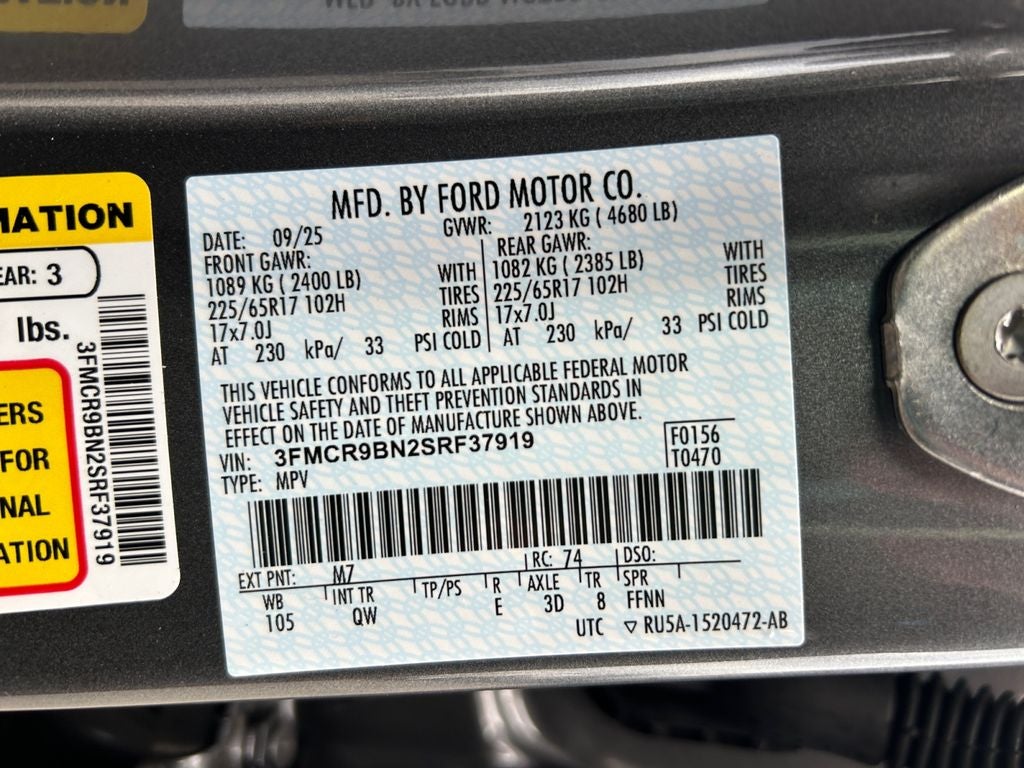 MATION
EAR: 3
lbs.
3FMCR9BN2SRF37919
ERS
FOR
NAL
ATION
MFD. BY FORD MOTOR CO.
DATE: 09/25 GVWR: 2123 KG ( 4680 LB)
FRONT GAWR: REAR GAWR:
1089 KG ( 2400 LB) WITH 1082 KG ( 2385 LB) WITH
225/65R17 102H TIRES 225/65R17 102H TIRES
17x7.0J RIMS 17x7.0J RIMS
AT 230 kPa/ 33 PSI COLD AT 230 kPa/ 33 PSI COLD
THIS VEHICLE CONFORMS TO ALL APPLICABLE FEDERAL MOTOR
VEHICLE SAFETY AND THEFT PREVENTION STANDARDS IN
EFFECT ON THE DATE OF MANUFACTURE SHOWN ABOVE.
VIN: 3FMCR9BN2SRF37919 F0156
TYPE: MPV T0470
EXT PNT: M7 RC: 74 DSO:
WB INT TR TP/PS R AXLE TR SPR
105 QW E 3D 8 FFNN
UTC ▽ RU5A-1520472-AB